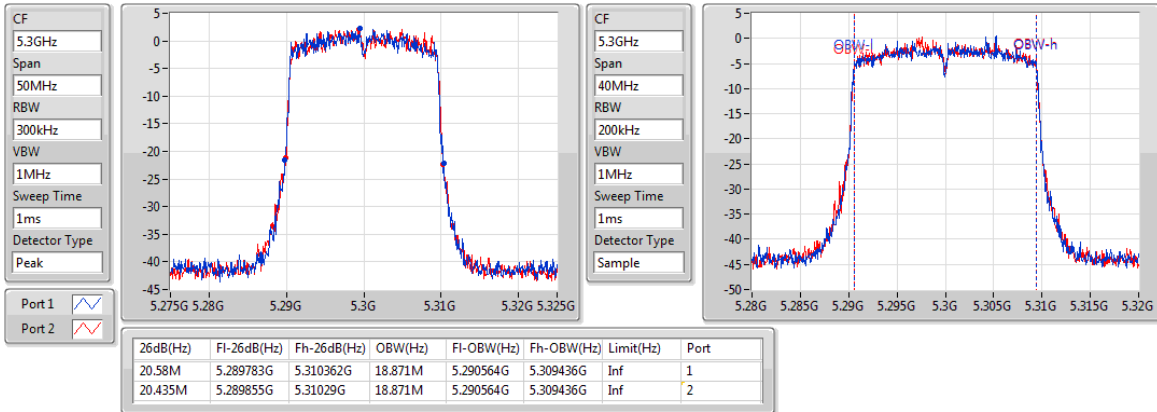 CF
5.3GHz
Span
50MHz
RBW
300kHz
VBW
1MHz
Sweep Time
1ms
Detector Type
Peak
5
0
-5
-10
-15
-20
-25
-30
-35
-40
-45
5.275G 5.28G 5.29G 5.3G 5.31G 5.32G 5.325G
CF
5.3GHz
Span
40MHz
RBW
200kHz
VBW
1MHz
Sweep Time
1ms
Detector Type
Sample
5
0
-5
-10
-15
-20
-25
-30
-35
-40
-45
-50
OBW-l OBW-h
5.28G 5.285G 5.29G 5.295G 5.3G 5.305G 5.31G 5.315G 5.32G
Port 1
Port 2
26dB(Hz) Fl-26dB(Hz) Fh-26dB(Hz) OBW(Hz) Fl-OBW(Hz) Fh-OBW(Hz) Limit(Hz) Port
20.58M 5.289783G 5.310362G 18.871M 5.290564G 5.309436G Inf 1
20.435M 5.289855G 5.31029G 18.871M 5.290564G 5.309436G Inf 2